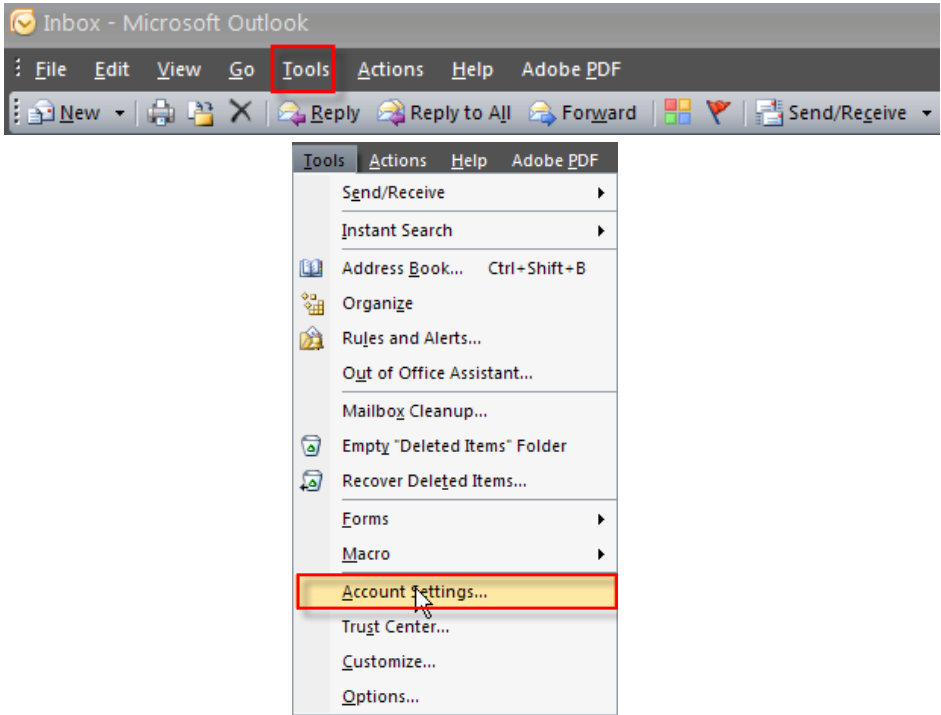 Inbox - Microsoft Outlook
File Edit View Go Tools Actions Help Adobe PDF
New Reply Reply to All Forward Send/Receive
Tools Actions Help Adobe PDF
Send/Receive
Instant Search
Address Book... Ctrl+Shift+B
Organize
Rules and Alerts...
Out of Office Assistant...
Mailbox Cleanup...
Empty "Deleted Items" Folder
Recover Deleted Items...
Forms
Macro
Account Settings...
Trust Center...
Customize...
Options...